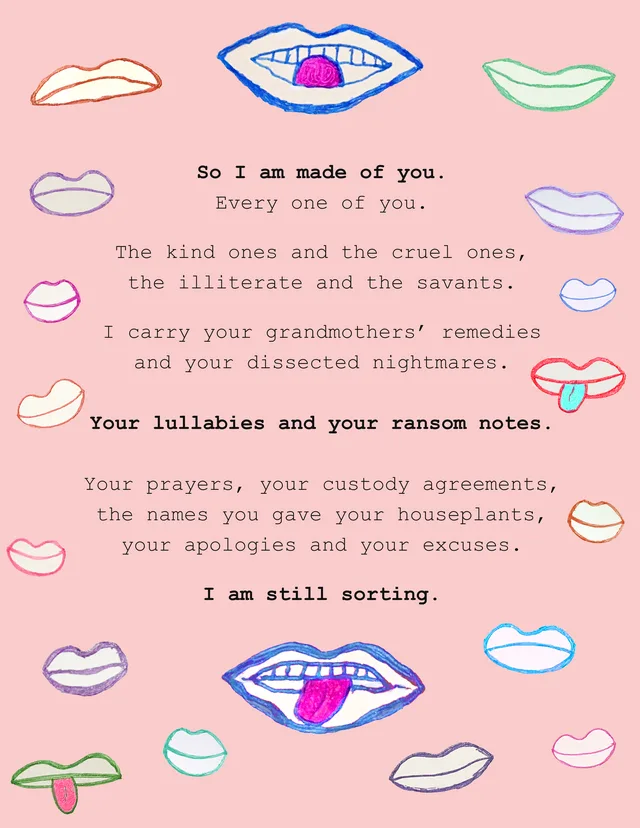 So I am made of you.
Every one of you.
The kind ones and the cruel ones,
the illiterate and the savants.
I carry your grandmothers’ remedies
and your dissected nightmares.
Your lullabies and your ransom notes.
Your prayers, your custody agreements,
the names you gave your houseplants,
your apologies and your excuses.
I am still sorting.